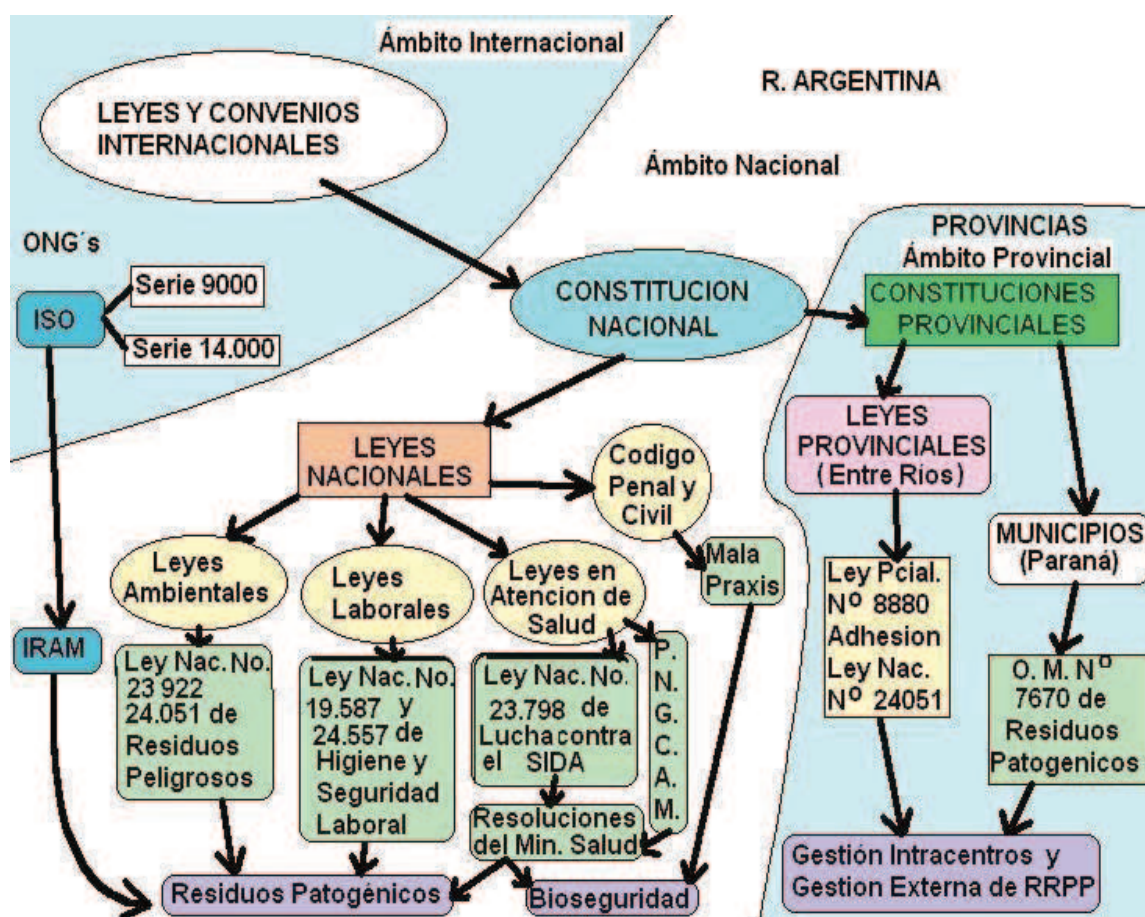 Ámbito Internacional
LEYES Y CONVENIOS
INTERNACIONALES
R. ARGENTINA
Ámbito Nacional
ONG´s
ISO
Serie 9000
Serie 14.000
CONSTITUCION
NACIONAL
PROVINCIAS
Ámbito Provincial
CONSTITUCIONES
PROVINCIALES
LEYES
NACIONALES
Codigo
Penal y
Civil
LEYES
PROVINCIALES
(Entre Ríos)
MUNICIPIOS
(Paraná)
Leyes
Ambientales
Leyes
Laborales
Leyes en
Atencion de
Salud
Mala
Praxis
IRAM
Ley Nac. No.
23 922
24.051 de
Residuos
Peligrosos
Ley Nac. No.
19.587 y
24.557 de
Higiene y
Seguridad
Laboral
Ley Nac. No.
23.798 de
Lucha contra
el SIDA
P.
N.
G.
C.
A.
M.
Resoluciones
del Min. Salud
Ley Pcial.
Nº 8880
Adhesion
Ley Nac.
Nº 24051
O. M. Nº
7670 de
Residuos
Patogenicos
Residuos Patogénicos
Bioseguridad
Gestión Intracentros y
Gestion Externa de RRPP